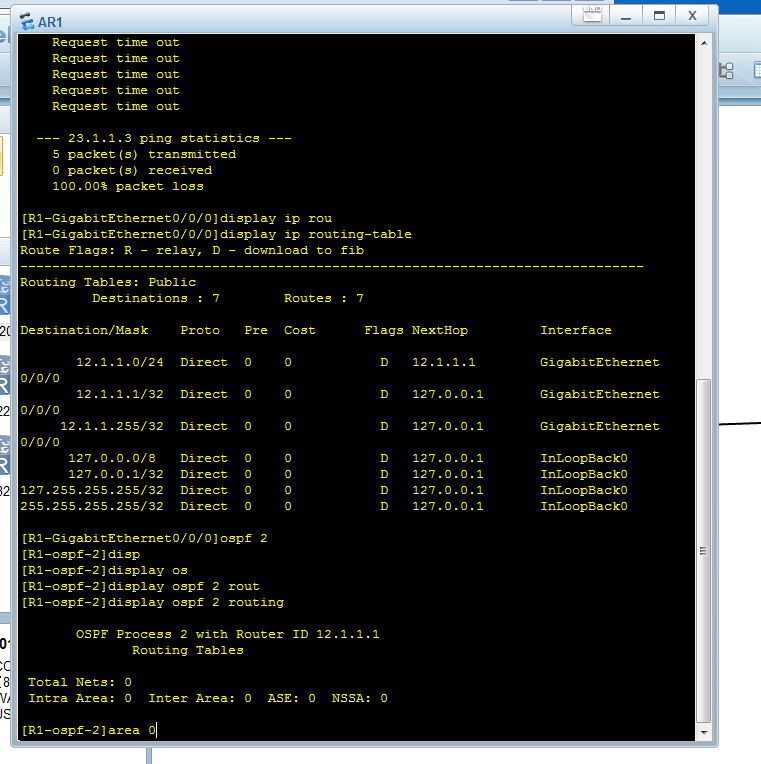 AR1
Request time out
Request time out
Request time out
Request time out
Request time out
--- 23.1.1.3 ping statistics ---
5 packet(s) transmitted
0 packet(s) received
100.00% packet loss
[R1-GigabitEthernet0/0/0]display ip rou
[R1-GigabitEthernet0/0/0]display ip routing-table
Route Flags: R - relay, D - download to fib
------------------------------------------------------------------------------
Routing Tables: Public
Destinations : 7 Routes : 7
Destination/Mask Proto Pre Cost Flags NextHop Interface
12.1.1.0/24 Direct 0 0 D 12.1.1.1 GigabitEthernet
0/0/0
12.1.1.1/32 Direct 0 0 D 127.0.0.1 GigabitEthernet
0/0/0
12.1.1.255/32 Direct 0 0 D 127.0.0.1 GigabitEthernet
0/0/0
127.0.0.0/8 Direct 0 0 D 127.0.0.1 InLoopBack0
127.0.0.1/32 Direct 0 0 D 127.0.0.1 InLoopBack0
127.255.255.255/32 Direct 0 0 D 127.0.0.1 InLoopBack0
255.255.255.255/32 Direct 0 0 D 127.0.0.1 InLoopBack0
[R1-GigabitEthernet0/0/0]ospf 2
[R1-ospf-2]disp
[R1-ospf-2]display os
[R1-ospf-2]display ospf 2 rout
[R1-ospf-2]display ospf 2 routing
OSPF Process 2 with Router ID 12.1.1.1
Routing Tables
Total Nets: 0
Intra Area: 0 Inter Area: 0 ASE: 0 NSSA: 0
[R1-ospf-2]area 0